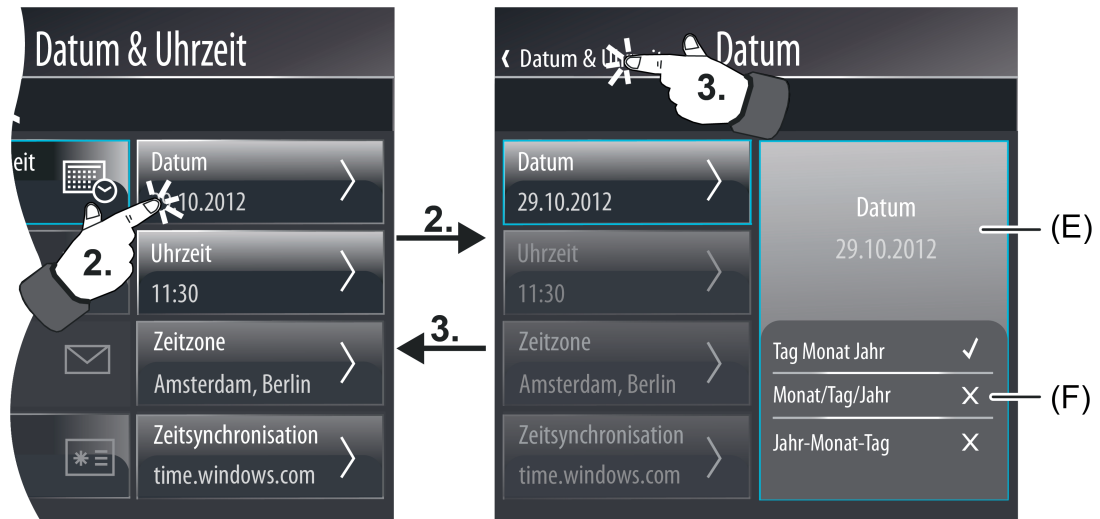 Datum & Uhrzeit
eit
Datum
10.2012
2.
Uhrzeit
11:30
Zeitzone
Amsterdam, Berlin
Zeitsynchronisation
time.windows.com
2.
3.
Datum & U
Datum
3.
Datum
29.10.2012
Uhrzeit
11:30
Zeitzone
Amsterdam, Berlin
Zeitsynchronisation
time.windows.com
Datum
29.10.2012
(E)
Tag Monat Jahr
Monat/Tag/Jahr
(F)
Jahr-Monat-Tag